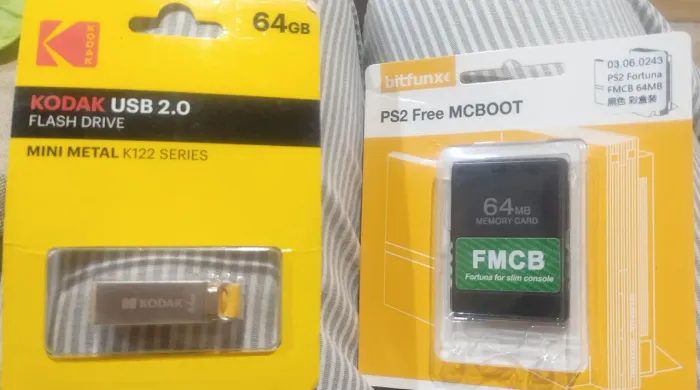 KODAK
64GB
KODAK USB 2.0
FLASH DRIVE
MINI METAL K122 SERIES
KODAK
bitfunx
PS2 Free MCBOOT
03.06.0243
PS2 Fortuna
FMCB 64MB
黑色 彩盒装
64MB
MEMORY CARD
FMCB
Fortuna for slim console